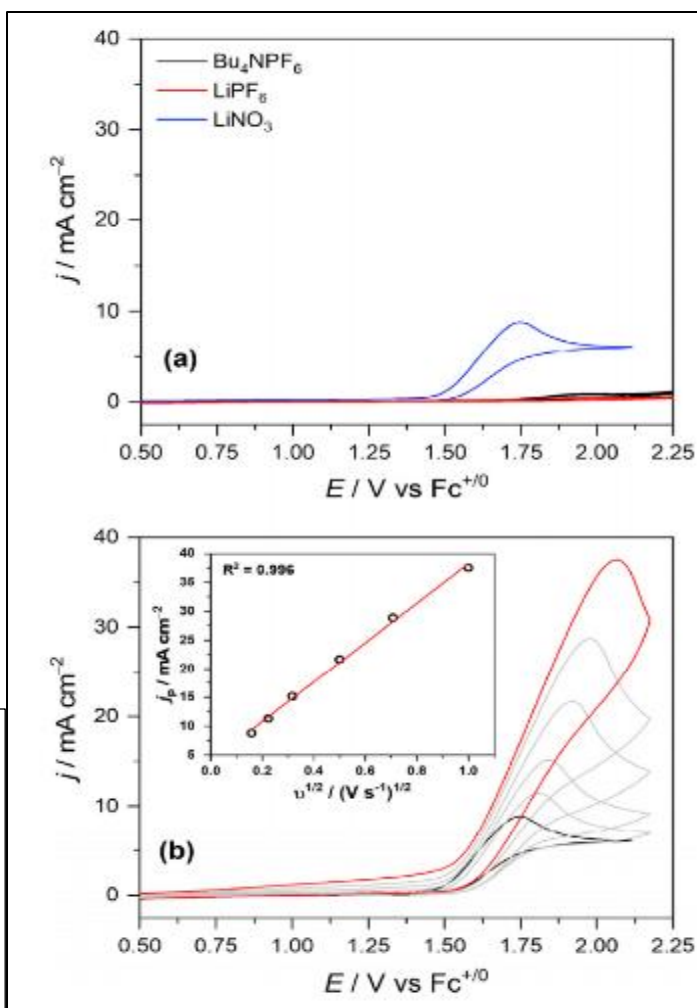 40
30
20
10
0
j / mA cm⁻²
Bu₄NPF₆
LiPF₆
LiNO₃
(a)
0.50 0.75 1.00 1.25 1.50 1.75 2.00 2.25
E / V vs Fc⁺/⁰
40
30
20
10
0
j / mA cm⁻²
R² = 0.996
40
35
30
25
20
15
10
5
jₚ / mA cm⁻²
0.0 0.2 0.4 0.6 0.8 1.0
υ¹/² / (V s⁻¹)¹/²
(b)
0.50 0.75 1.00 1.25 1.50 1.75 2.00 2.25
E / V vs Fc⁺/⁰